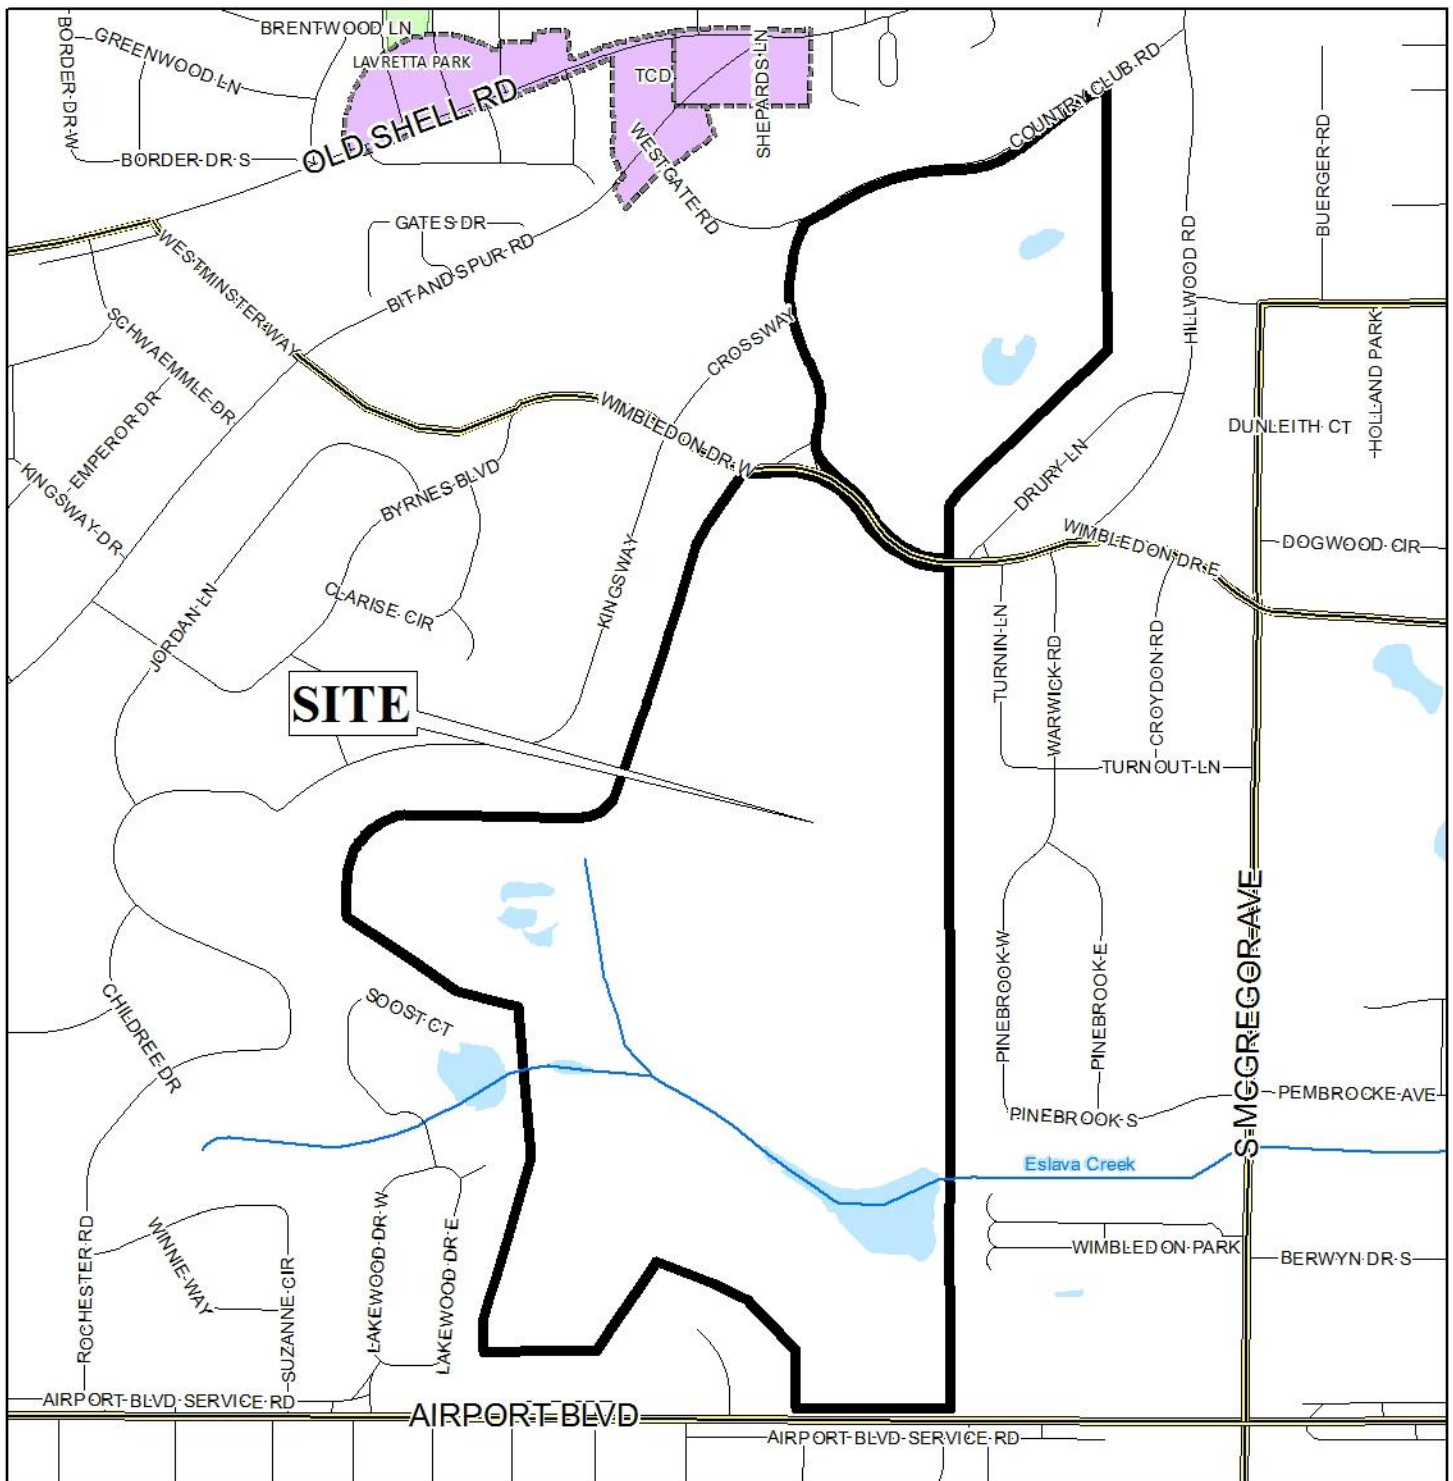 BRENTWOOD LN
BORDER DR W
GREENWOOD LN
LAVRETTA PARK
TCD
SHEPARDS LN
OLD SHELL RD
COUNTRY CLUB RD
BORDER DR S
WESTGATE RD
BUERGER RD
GATES DR
BIT AND SPUR RD
WESTMINSTER WAY
HILLWOOD RD
SCHWAEMMLE DR
CROSSWAY
HOLLAND PARK
EMPEROR DR
WIMBLEDON DR W
DUNLEITH CT
KINGSWAY DR
BYRNES BLVD
DRURY LN
WIMBLEDON DR E
DOGWOOD CIR
JORDAN LN
CLARISE CIR
KINGSWAY
TURNIN LN
WARWICK RD
CROYDON RD
SITE
TURNOUT LN
S MCGREGOR AVE
PINEBROOK W
PINEBROOK E
CHILDREE DR
SOOST CT
PEMBROCKE AVE
PINEBROOK S
Eslava Creek
ROCHESTER RD
WINNIE WAY
SUZANNE CIR
LAKEWOOD DR W
LAKEWOOD DR E
WIMBLEDON PARK
BERWYN DR S
AIRPORT BLVD SERVICE RD
AIRPORT BLVD
AIRPORT BLVD SERVICE RD